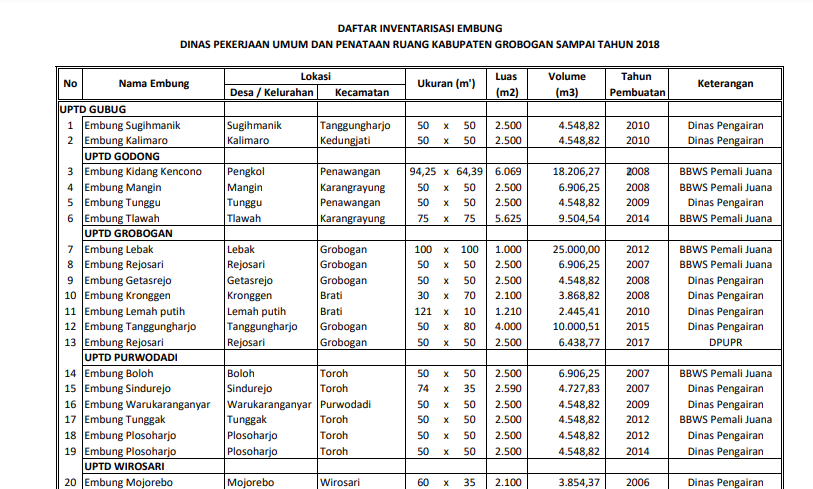 DAFTAR INVENTARISASI EMBUNG
DINAS PEKERJAAN UMUM DAN PENATAAN RUANG KABUPATEN GROBOGAN SAMPAI TAHUN 2018
No Nama Embung Lokasi Ukuran (m') Luas Volume Tahun Keterangan
Desa / Kelurahan Kecamatan (m2) (m3) Pembuatan
UPTD GUBUG
1 Embung Sugihmanik Sugihmanik Tanggungharjo 50 x 50 2.500 4.548,82 2010 Dinas Pengairan
2 Embung Kalimaro Kalimaro Kedungjati 50 x 50 2.500 4.548,82 2010 Dinas Pengairan
UPTD GODONG
3 Embung Kidang Kencono Pengkol Penawangan 94,25 x 64,39 6.069 18.206,27 2008 BBWS Pemali Juana
4 Embung Mangin Mangin Karangrayung 50 x 50 2.500 6.906,25 2008 BBWS Pemali Juana
5 Embung Tunggu Tunggu Penawangan 50 x 50 2.500 4.548,82 2009 Dinas Pengairan
6 Embung Tlawah Tlawah Karangrayung 75 x 75 5.625 9.504,54 2014 BBWS Pemali Juana
UPTD GROBOGAN
7 Embung Lebak Lebak Grobogan 100 x 100 1.000 25.000,00 2012 BBWS Pemali Juana
8 Embung Rejosari Rejosari Grobogan 50 x 50 2.500 6.906,25 2007 BBWS Pemali Juana
9 Embung Getasrejo Getasrejo Grobogan 50 x 50 2.500 4.548,82 2008 Dinas Pengairan
10 Embung Kronggen Kronggen Brati 30 x 70 2.100 3.868,82 2008 Dinas Pengairan
11 Embung Lemah putih Lemah putih Brati 121 x 10 1.210 2.445,41 2010 Dinas Pengairan
12 Embung Tanggungharjo Tanggungharjo Grobogan 50 x 80 4.000 10.000,51 2015 Dinas Pengairan
13 Embung Rejosari Rejosari Grobogan 50 x 50 2.500 6.438,77 2017 DPUPR
UPTD PURWODADI
14 Embung Boloh Boloh Toroh 50 x 50 2.500 6.906,25 2007 BBWS Pemali Juana
15 Embung Sindurejo Sindurejo Toroh 74 x 35 2.590 4.727,83 2007 Dinas Pengairan
16 Embung Warukaranganyar Warukaranganyar Purwodadi 50 x 50 2.500 4.548,82 2009 Dinas Pengairan
17 Embung Tunggak Tunggak Toroh 50 x 50 2.500 4.548,82 2012 BBWS Pemali Juana
18 Embung Plosoharjo Plosoharjo Toroh 50 x 50 2.500 4.548,82 2012 Dinas Pengairan
19 Embung Plosoharjo Plosoharjo Toroh 50 x 50 2.500 4.548,82 2014 Dinas Pengairan
UPTD WIROSARI
20 Embung Mojorebo Mojorebo Wirosari 60 x 35 2.100 3.854,37 2006 Dinas Pengairan